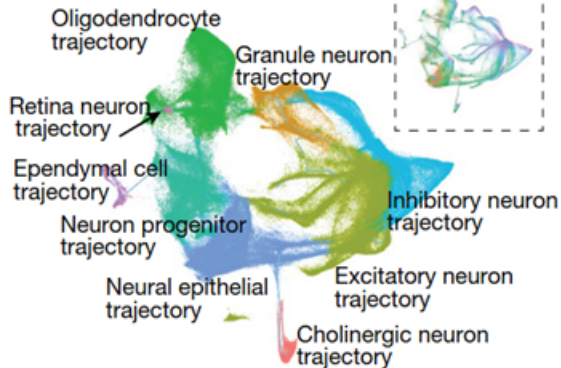 Oligodendrocyte
trajectory
Granule neuron
trajectory
Retina neuron
trajectory
Ependymal cell
trajectory
Inhibitory neuron
trajectory
Neuron progenitor
trajectory
Excitatory neuron
trajectory
Neural epithelial
trajectory
Cholinergic neuron
trajectory